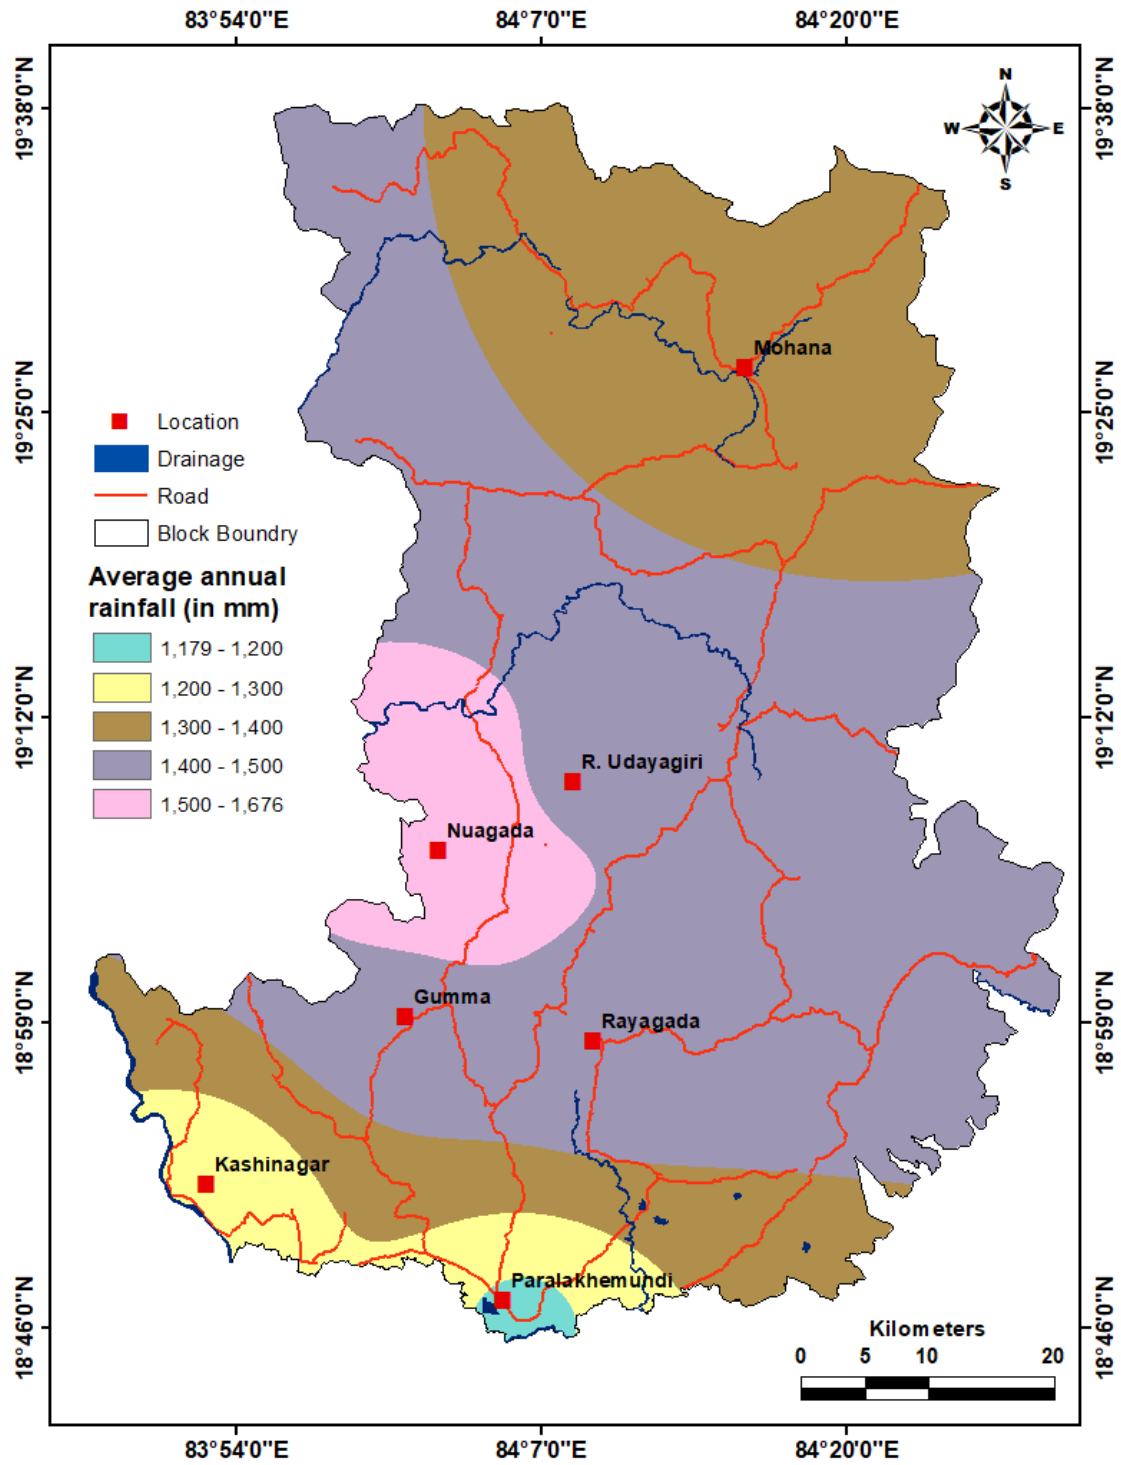 83°54'0"E
84°7'0"E
84°20'0"E
19°38'0"N
19°38'0"N
N
W
E
S
Mohana
19°25'0"N
19°25'0"N
Location
Drainage
Road
Block Boundry
Average annual
rainfall (in mm)
1,179 - 1,200
1,200 - 1,300
1,300 - 1,400
1,400 - 1,500
1,500 - 1,676
19°12'0"N
19°12'0"N
R. Udayagiri
Nuagada
Gumma
Rayagada
18°59'0"N
18°59'0"N
Kashinagar
Paralakhemundi
18°46'0"N
18°46'0"N
Kilometers
0 5 10 20
83°54'0"E
84°7'0"E
84°20'0"E